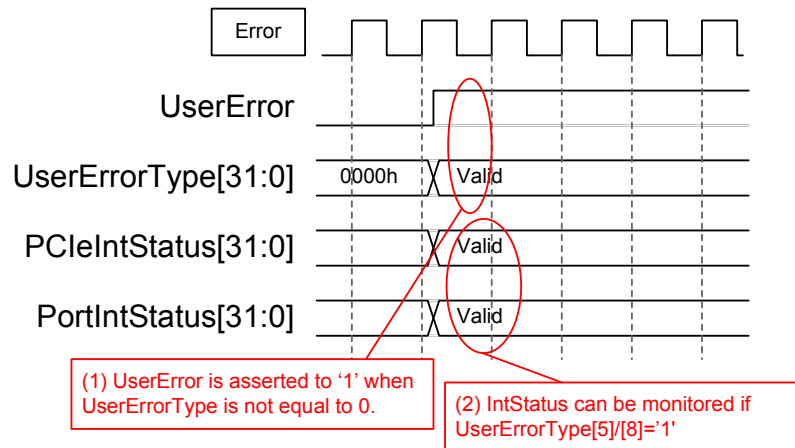 Error
UserError
UserErrorType[31:0]
0000h
Valid
PCIeIntStatus[31:0]
Valid
PortIntStatus[31:0]
Valid
(1) UserError is asserted to ‘1’ when
UserErrorType is not equal to 0.
(2) IntStatus can be monitored if
UserErrorType[5]/[8]=’1'